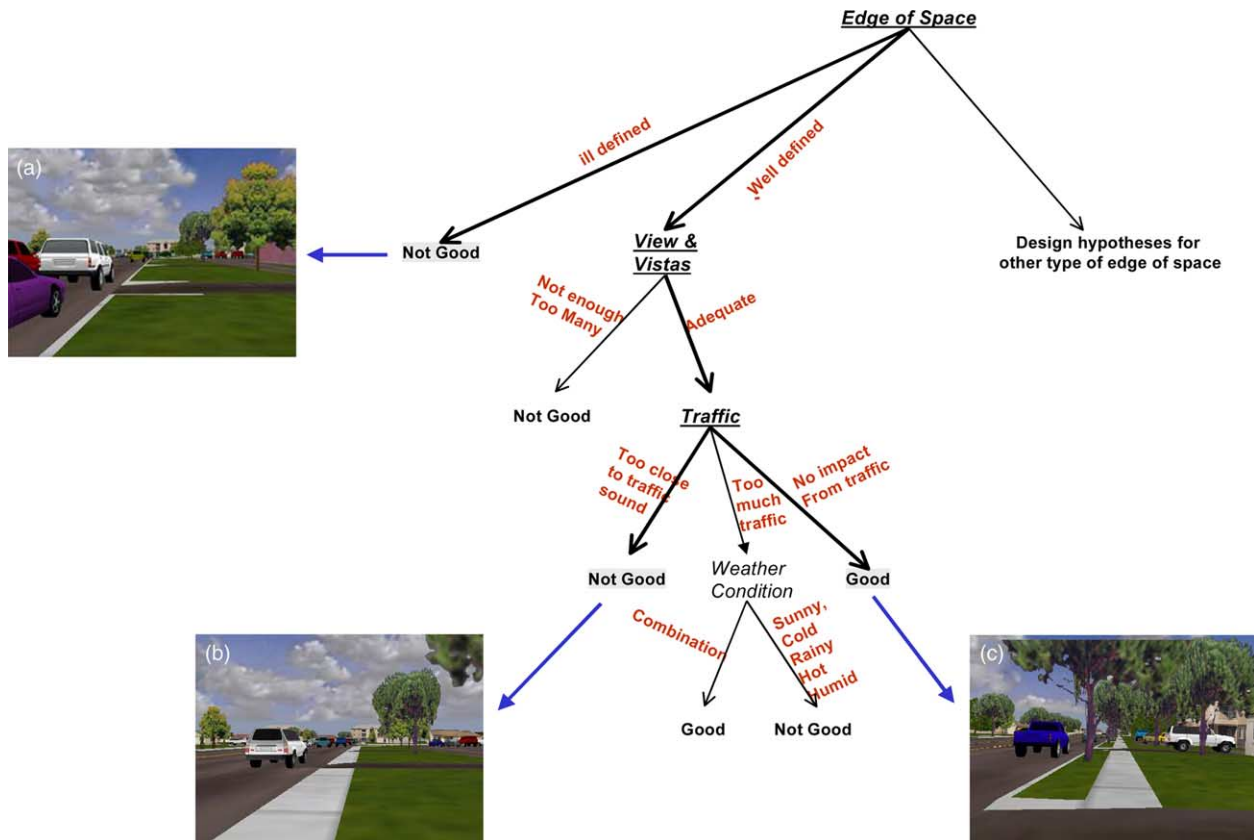 Edge of Space
ill defined
Well defined
(a)
Not Good
View &
Vistas
Design hypotheses for
other type of edge of space
Not enough
Too Many
Adequate
Not Good
Traffic
Too close
to traffic
sound
Too
much
traffic
No impact
From traffic
Not Good
Weather
Condition
Good
Combination
Sunny,
Cold
Rainy
Hot
Humid
(b)
(c)
Good
Not Good